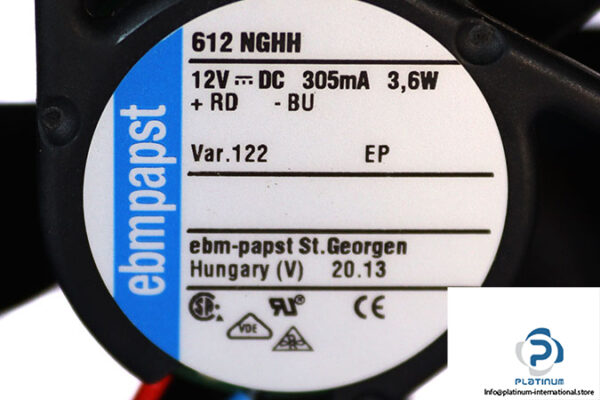 612 NGHH
12V⎓DC 305mA 3,6W
+ RD - BU
Var.122 EP
ebm-papst St.Georgen
Hungary (V) 20.13
ebmpapst
VDE
CE
PLATINUM
info@platinum-international.store